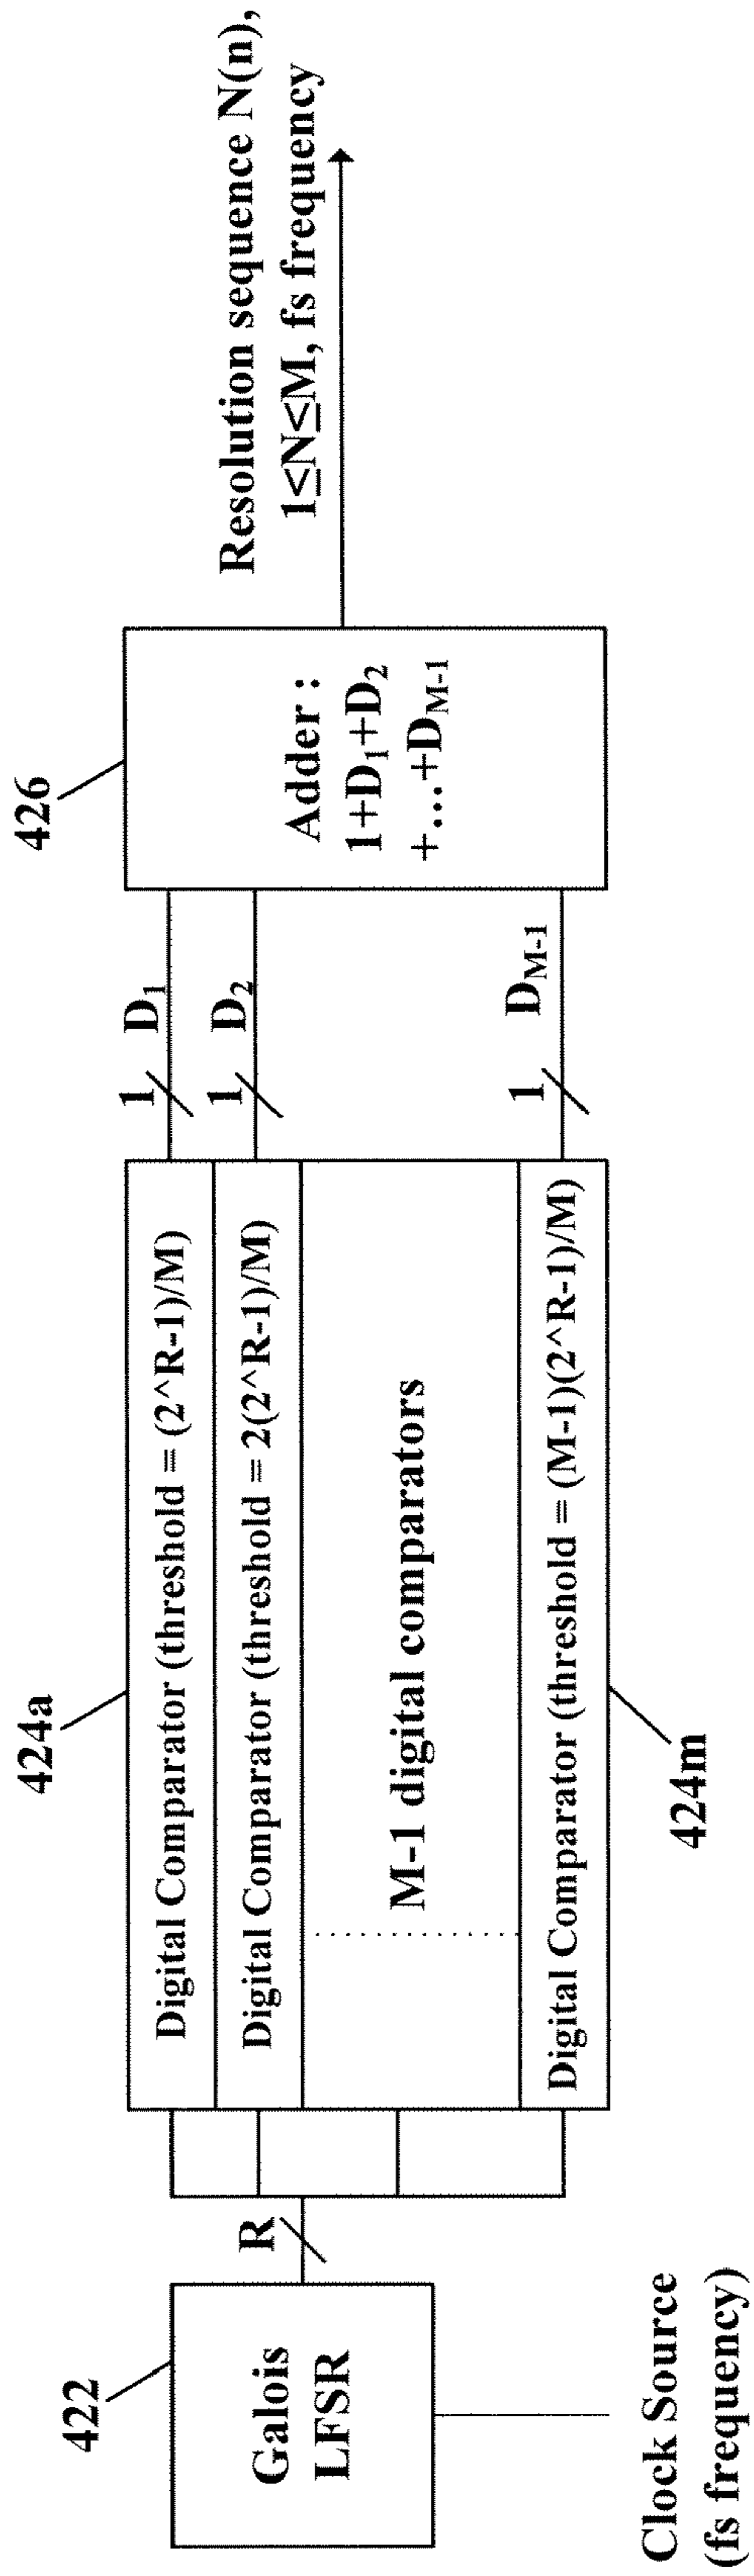 422
Galois
LFSR
Clock Source
(fs frequency)
R
424a
Digital Comparator (threshold = (2^R-1)/M)
Digital Comparator (threshold = 2(2^R-1)/M)
M-1 digital comparators
Digital Comparator (threshold = (M-1)(2^R-1)/M)
424m
1 D₁
1 D₂
1 D_M-1
426
Adder :
1+D₁+D₂
+...+D_M-1
Resolution sequence N(n),
1≤N≤M, fs frequency